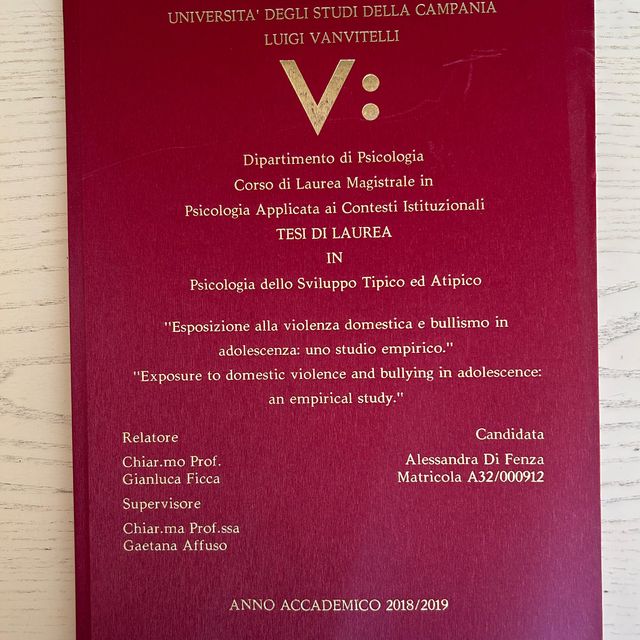 UNIVERSITA' DEGLI STUDI DELLA CAMPANIA
LUIGI VANVITELLI
V:
Dipartimento di Psicologia
Corso di Laurea Magistrale in
Psicologia Applicata ai Contesti Istituzionali
TESI DI LAUREA
IN
Psicologia dello Sviluppo Tipico ed Atipico
"Esposizione alla violenza domestica e bullismo in
adolescenza: uno studio empirico."
"Exposure to domestic violence and bullying in adolescence:
an empirical study."
Relatore
Chiar.mo Prof.
Gianluca Ficca
Supervisore
Chiar.ma Prof.ssa
Gaetana Affuso
Candidata
Alessandra Di Fenza
Matricola A32/000912
ANNO ACCADEMICO 2018/2019